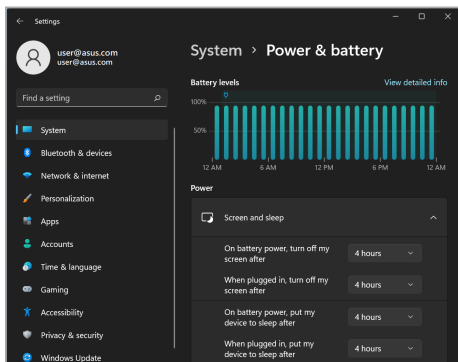 Settings
user@asus.com
user@asus.com
Find a setting
System
Bluetooth & devices
Network & internet
Personalization
Apps
Accounts
Time & language
Gaming
Accessibility
Privacy & security
Windows Update
System > Power & battery
Battery levels
View detailed info
100%
50%
12 AM 6 AM 12 PM 6 PM 12 AM
Power
Screen and sleep
On battery power, turn off my
screen after
4 hours
When plugged in, turn off my
screen after
4 hours
On battery power, put my
device to sleep after
4 hours
When plugged in, put my
device to sleep after
4 hours